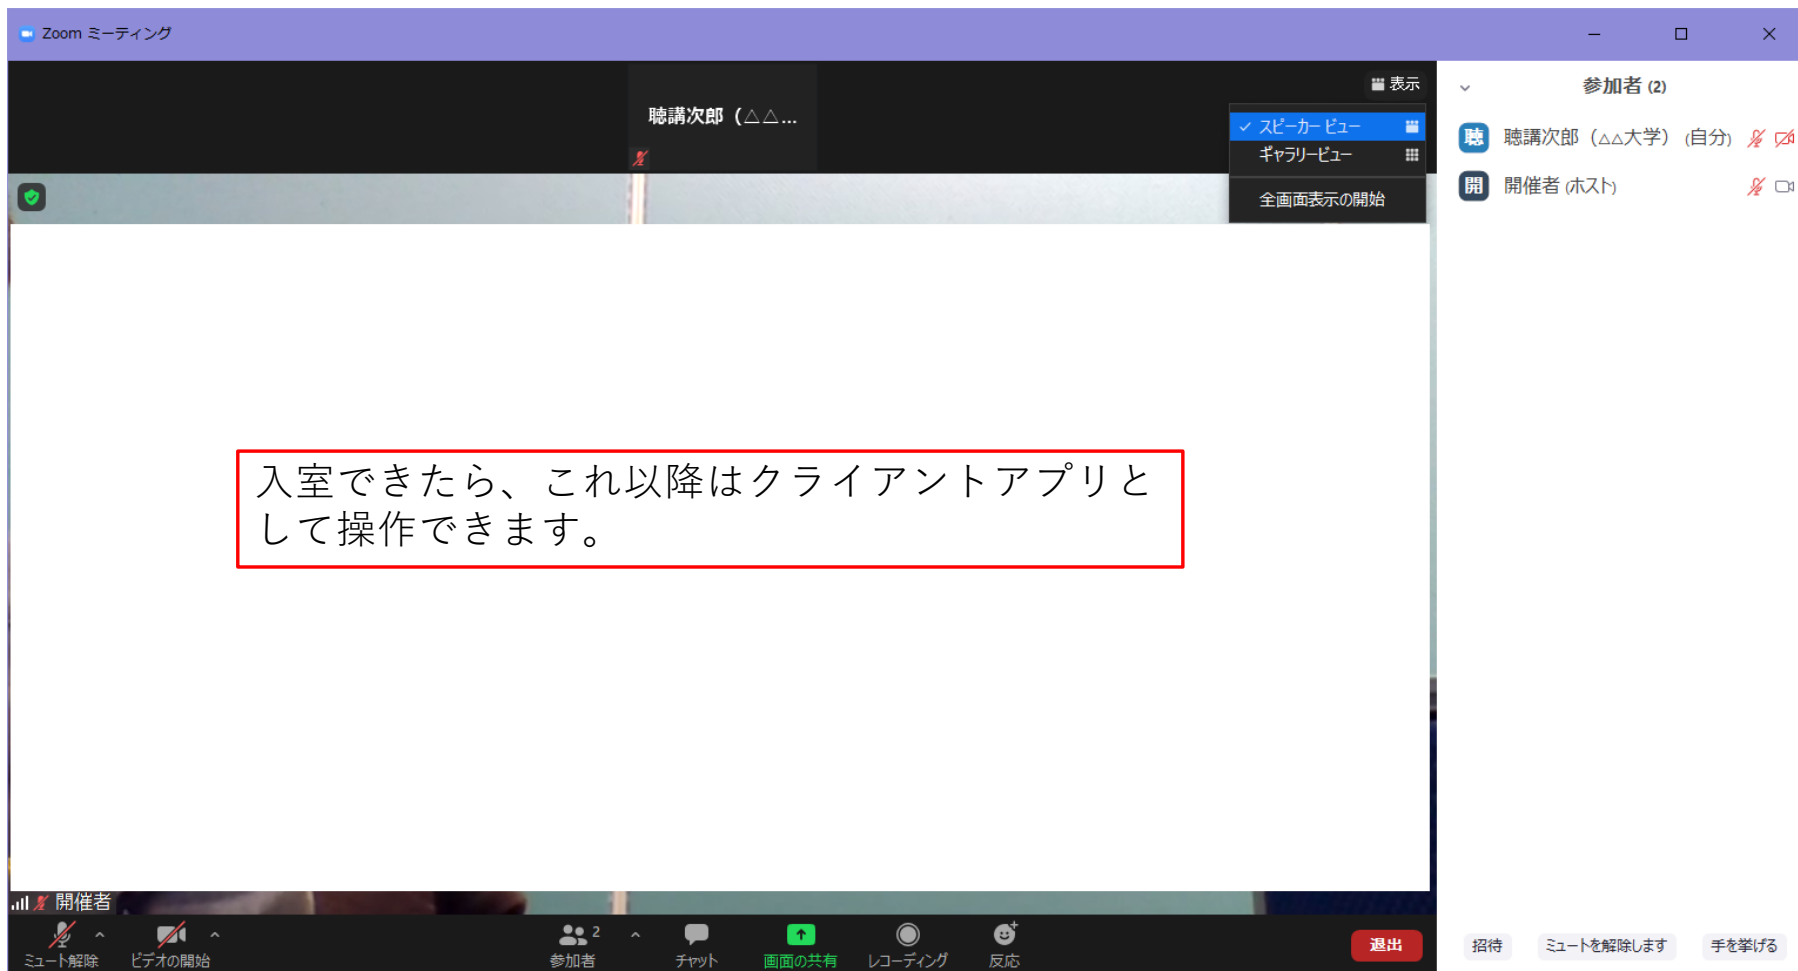 Zoom ミーティング
聴講次郎（△△...
表示
スピーカー ビュー
ギャラリービュー
全画面表示の開始
参加者 (2)
聴 聴講次郎（△△大学） (自分)
開 開催者 (ホスト)
入室できたら、これ以降はクライアントアプリと
して操作できます。
開催者
ミュート解除
ビデオの開始
2
参加者
チャット
画面の共有
レコーディング
反応
退出
招待
ミュートを解除します
手を挙げる